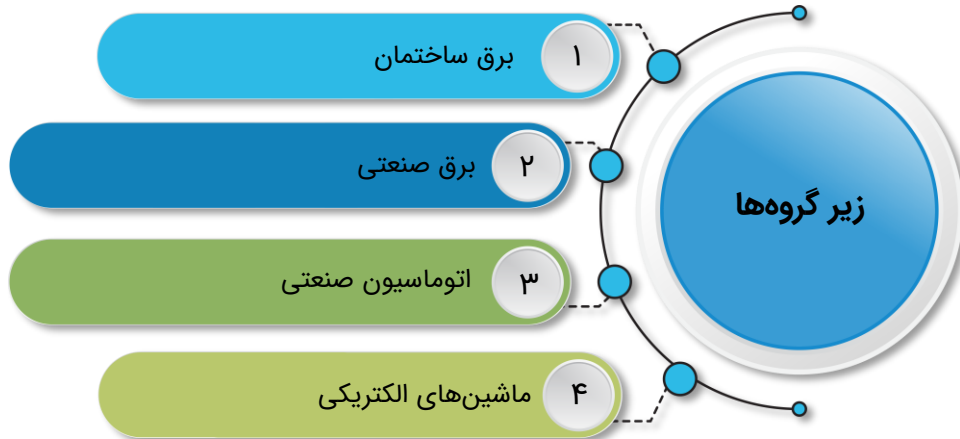 زیر گروه‌ها
۱
برق ساختمان
۲
برق صنعتی
۳
اتوماسیون صنعتی
۴
ماشین‌های الکتریکی